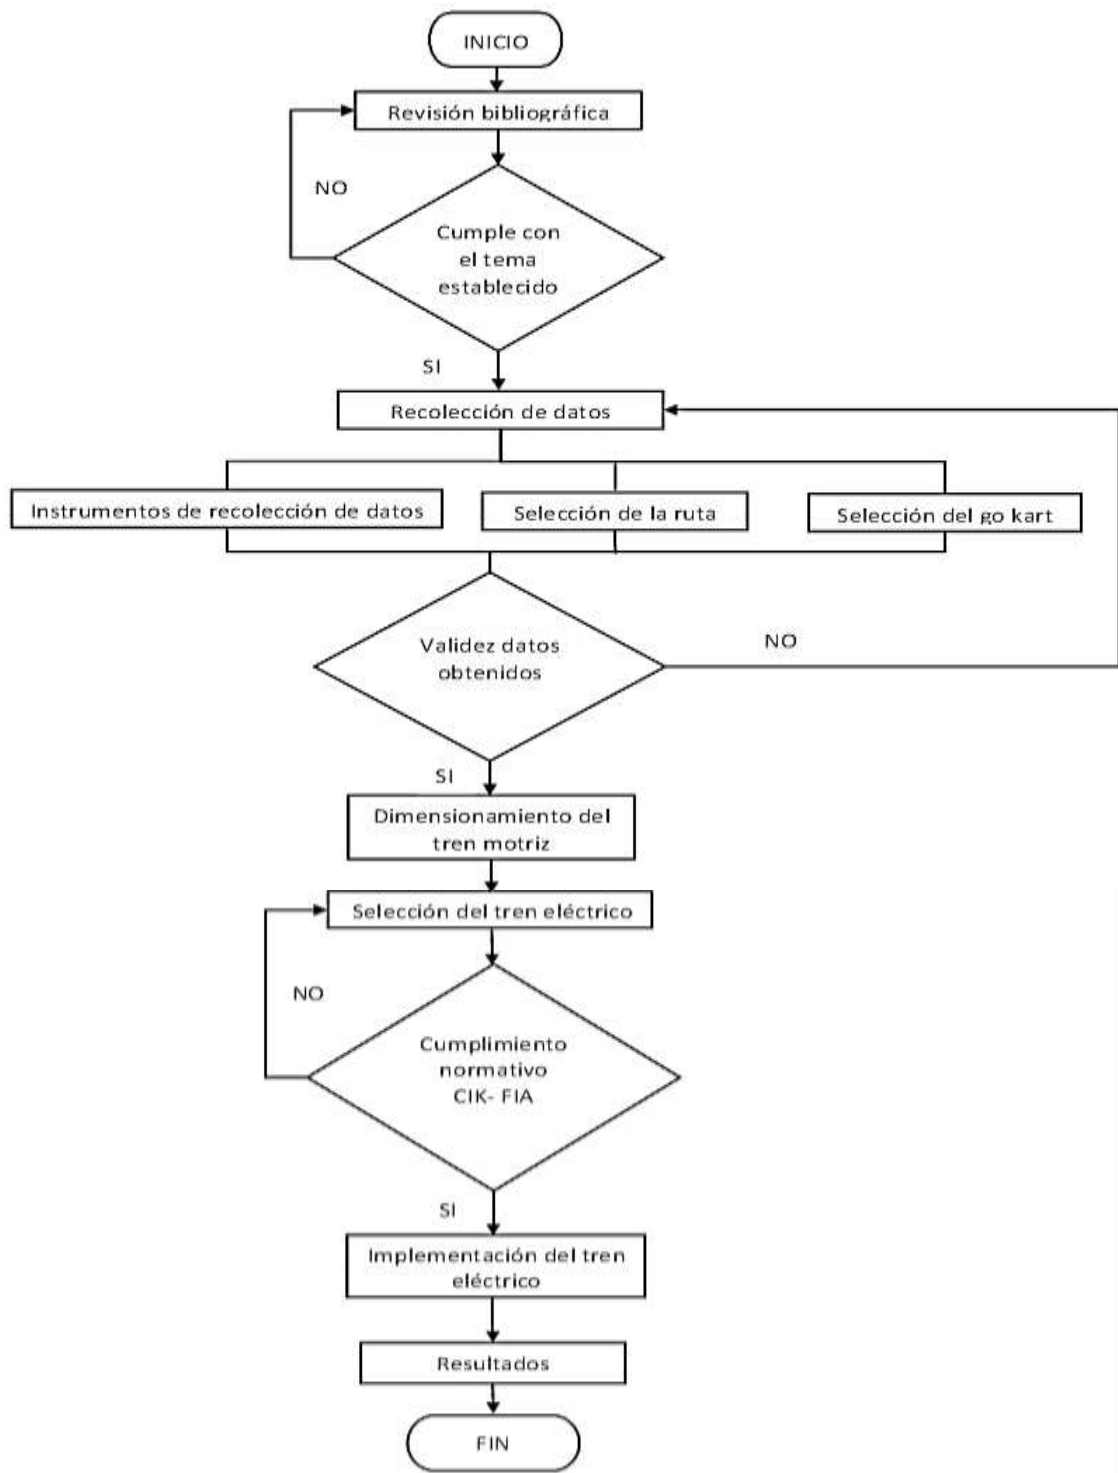 INICIO
Revisión bibliográfica
NO
Cumple con
el tema
establecido
SI
Recolección de datos
Instrumentos de recolección de datos
Selección de la ruta
Selección del go kart
Validez datos
obtenidos
NO
SI
Dimensionamiento del
tren motriz
Selección del tren eléctrico
NO
Cumplimiento
normativo
CIK- FIA
SI
Implementación del tren
eléctrico
Resultados
FIN